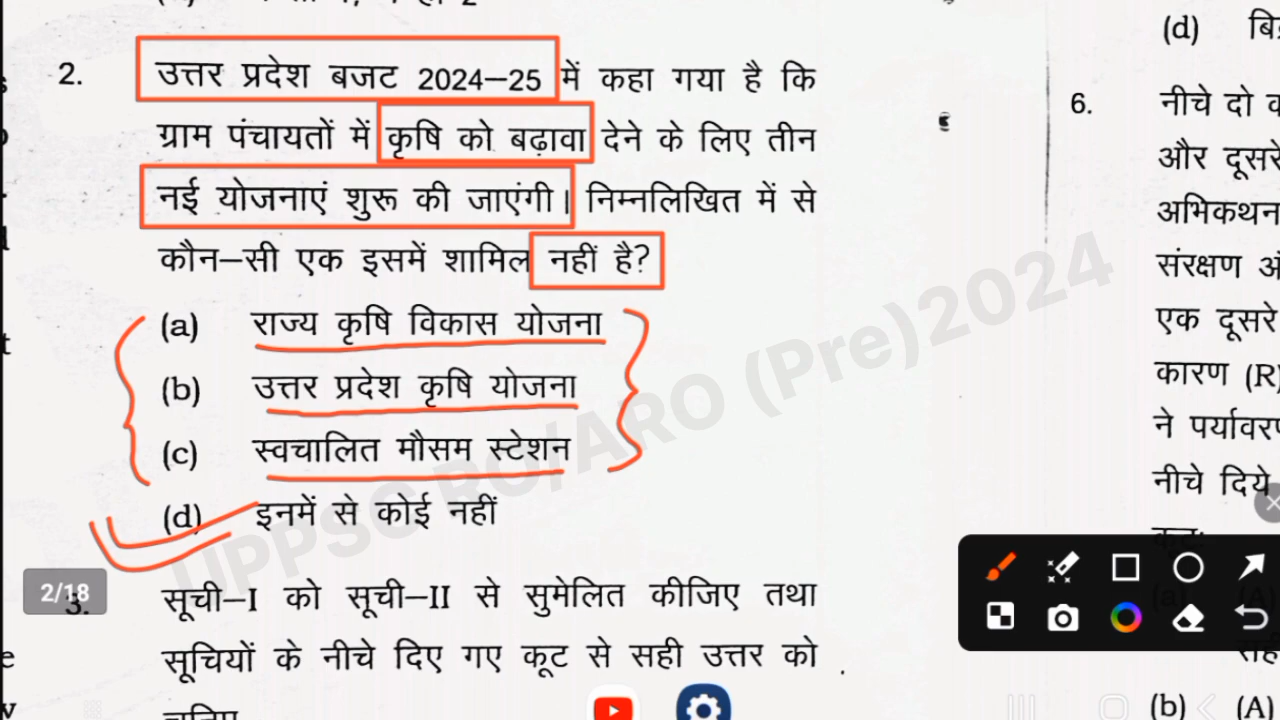 2. उत्तर प्रदेश बजट 2024–25 में कहा गया है कि
ग्राम पंचायतों में कृषि को बढ़ावा देने के लिए तीन
नई योजनाएं शुरू की जाएंगी। निम्नलिखित में से
कौन–सी एक इसमें शामिल नहीं है?
(a) राज्य कृषि विकास योजना
(b) उत्तर प्रदेश कृषि योजना
(c) स्वचालित मौसम स्टेशन
(d) इनमें से कोई नहीं
UPPSC RO/ARO (Pre) 2024
2/18
3. सूची–I को सूची–II से सुमेलित कीजिए तथा
सूचियों के नीचे दिए गए कूट से सही उत्तर को
(d)
6. नीचे दो
और दूसरे
अभिकथन
संरक्षण
एक दूसरे
कारण (R)
ने पर्यावरण
नीचे दिये
(a) (A)
(b) (A)